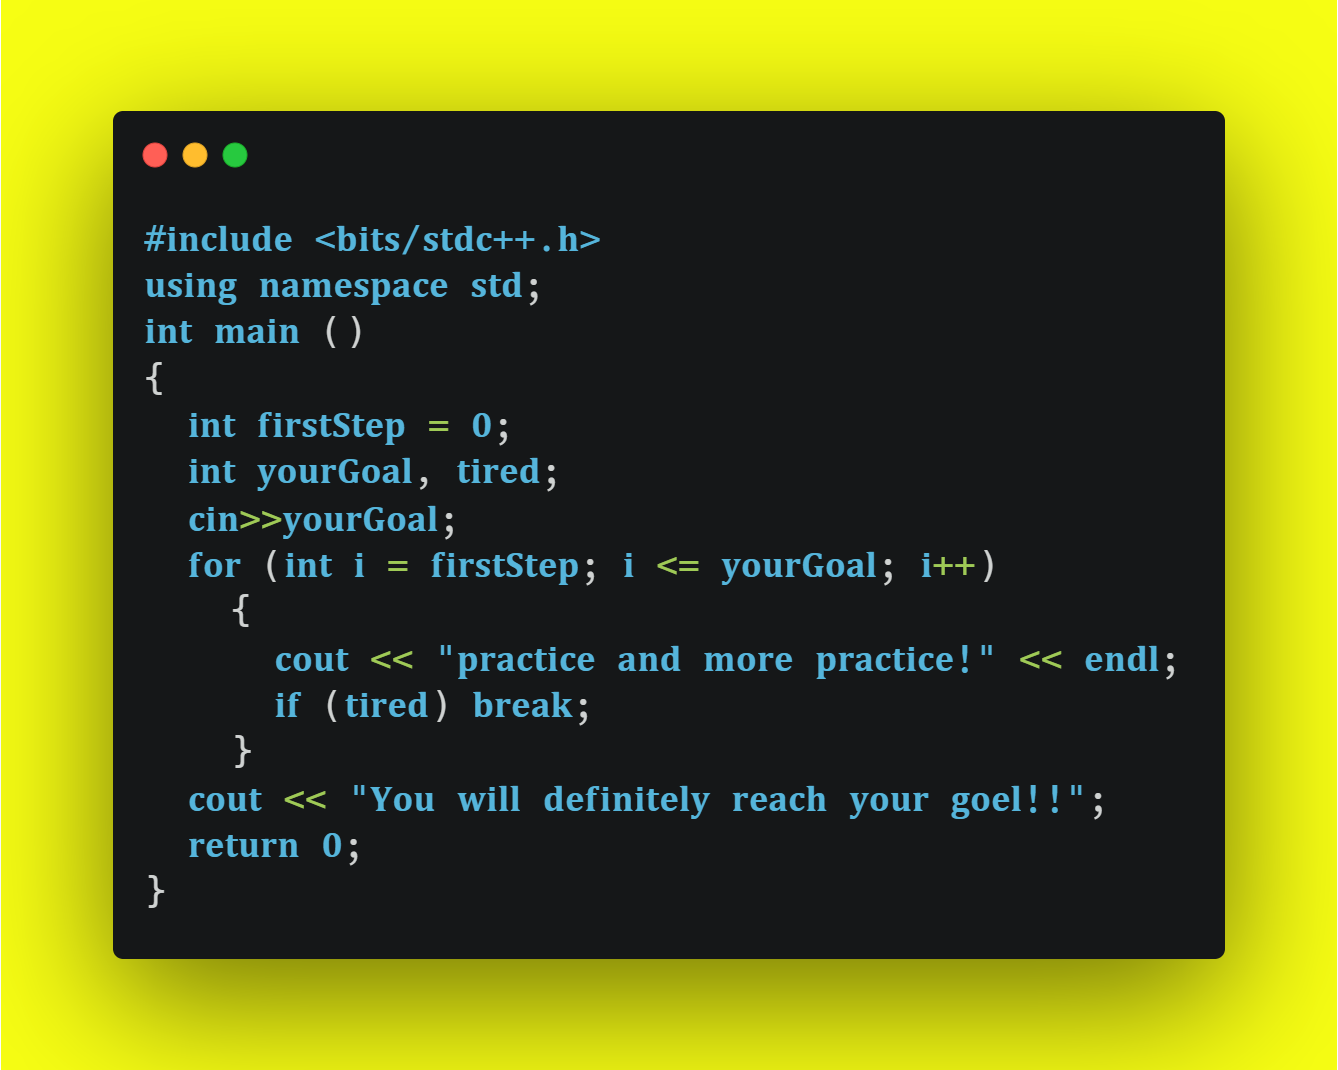 #include <bits/stdc++.h>
using namespace std;
int main ()
{
  int firstStep = 0;
  int yourGoal, tired;
  cin>>yourGoal;
  for (int i = firstStep; i <= yourGoal; i++)
    {
      cout << "practice and more practice!" << endl;
      if (tired) break;
    }
  cout << "You will definitely reach your goel!!";
  return 0;
}